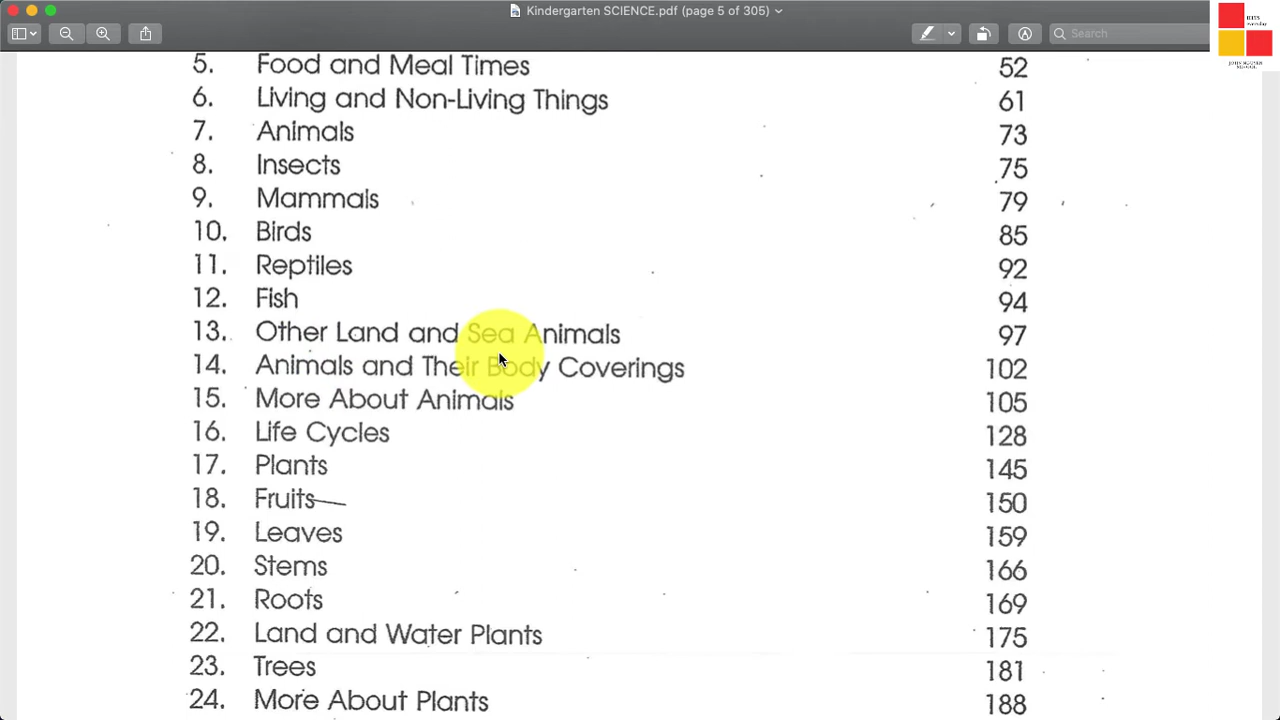 Kindergarten SCIENCE.pdf (page 5 of 305)
Search
5. Food and Meal Times 52
6. Living and Non-Living Things 61
7. Animals 73
8. Insects 75
9. Mammals 79
10. Birds 85
11. Reptiles 92
12. Fish 94
13. Other Land and Sea Animals 97
14. Animals and Their Body Coverings 102
15. More About Animals 105
16. Life Cycles 128
17. Plants 145
18. Fruits 150
19. Leaves 159
20. Stems 166
21. Roots 169
22. Land and Water Plants 175
23. Trees 181
24. More About Plants 188